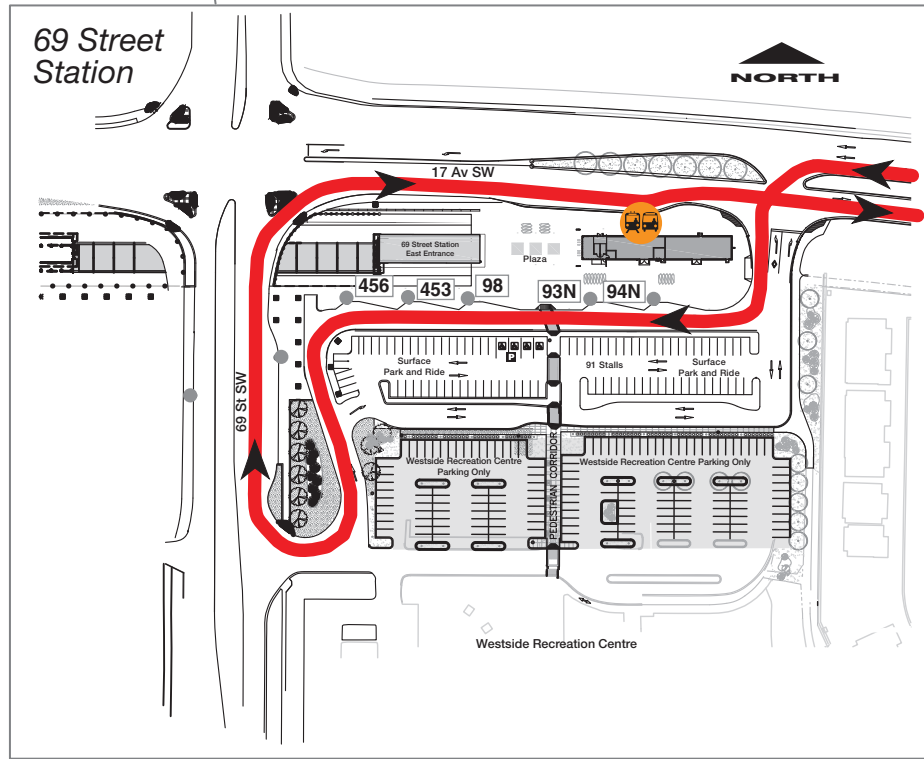 69 Street
Station
NORTH
17 Av SW
69 Street Station
East Entrance
Plaza
456
453
98
93N
94N
69 St SW
P
Surface
Park and Ride
91 Stalls
Surface
Park and Ride
Westside Recreation Centre
Parking Only
PEDESTRIAN CORRIDOR
Westside Recreation Centre Parking Only
Westside Recreation Centre